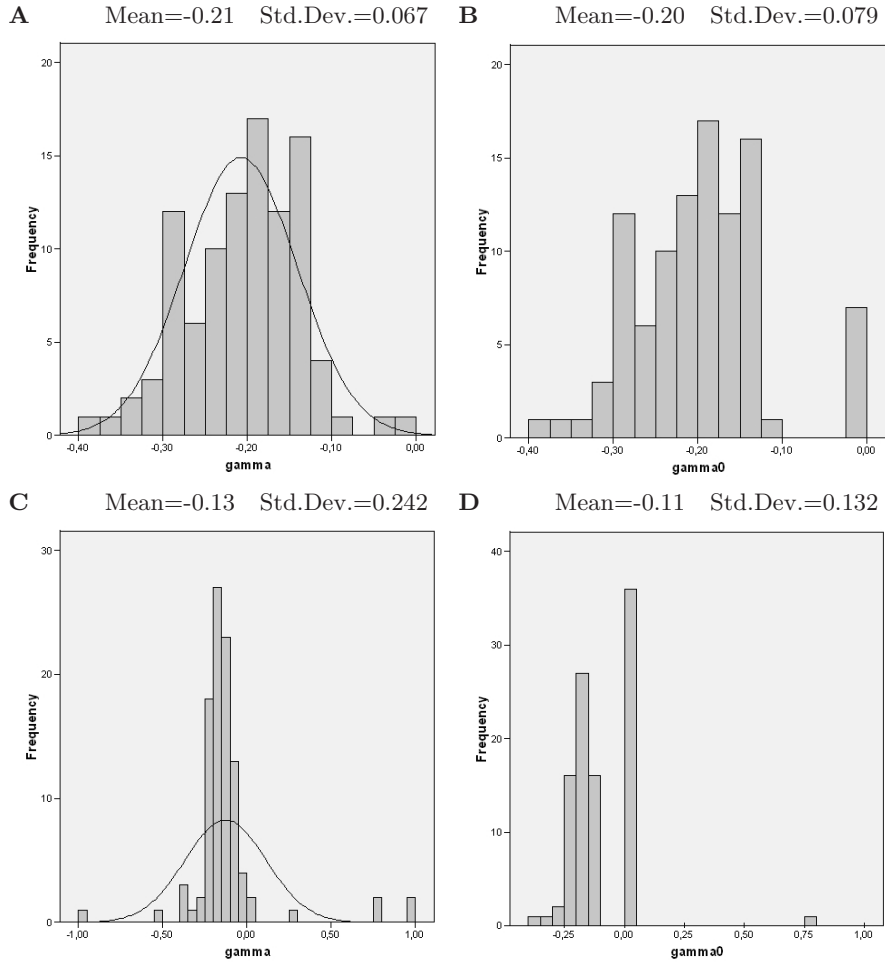 A Mean=-0.21 Std.Dev.=0.067
20
15
10
5
0
Frequency
-0,40 -0,30 -0,20 -0,10 0,00
gamma
B Mean=-0.20 Std.Dev.=0.079
20
15
10
5
0
Frequency
-0,40 -0,30 -0,20 -0,10 0,00
gamma0
C Mean=-0.13 Std.Dev.=0.242
30
20
10
0
Frequency
-1,00 -0,50 0,00 0,50 1,00
gamma
D Mean=-0.11 Std.Dev.=0.132
40
30
20
10
0
Frequency
-0,25 0,00 0,25 0,50 0,75 1,00
gamma0